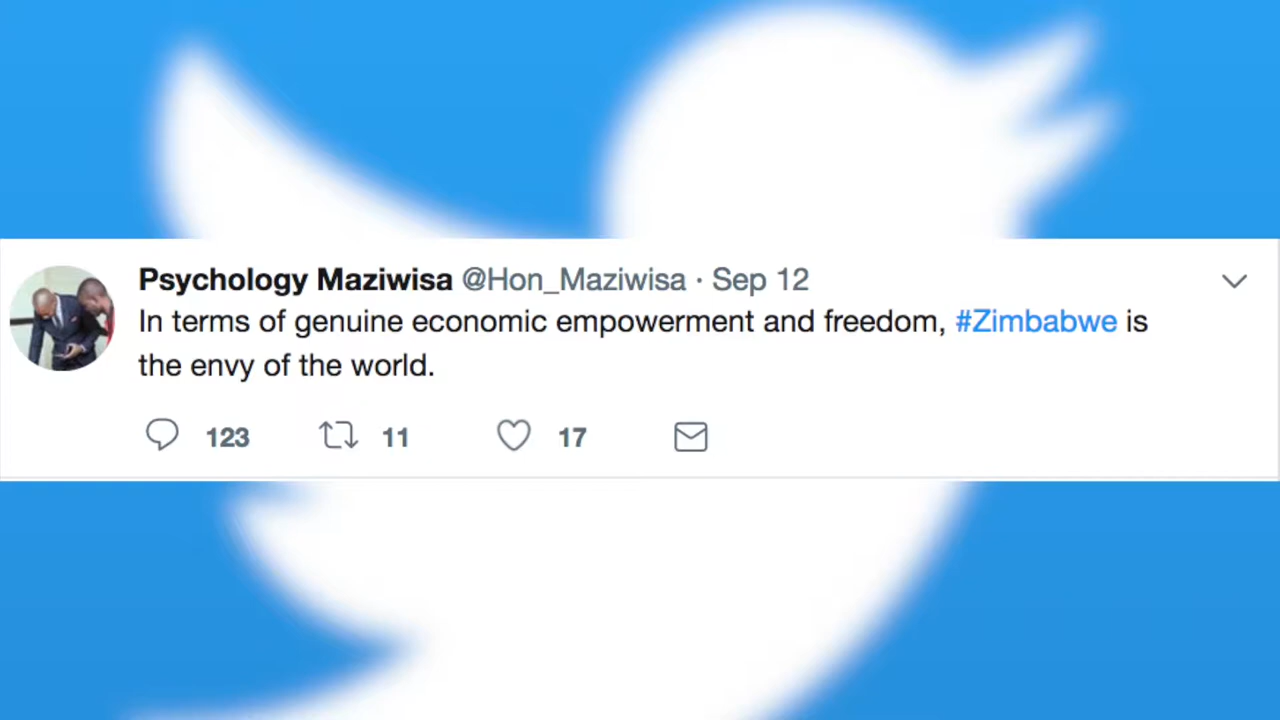 Psychology Maziwisa @Hon_Maziwisa · Sep 12
In terms of genuine economic empowerment and freedom, #Zimbabwe is
the envy of the world.
123 11 17